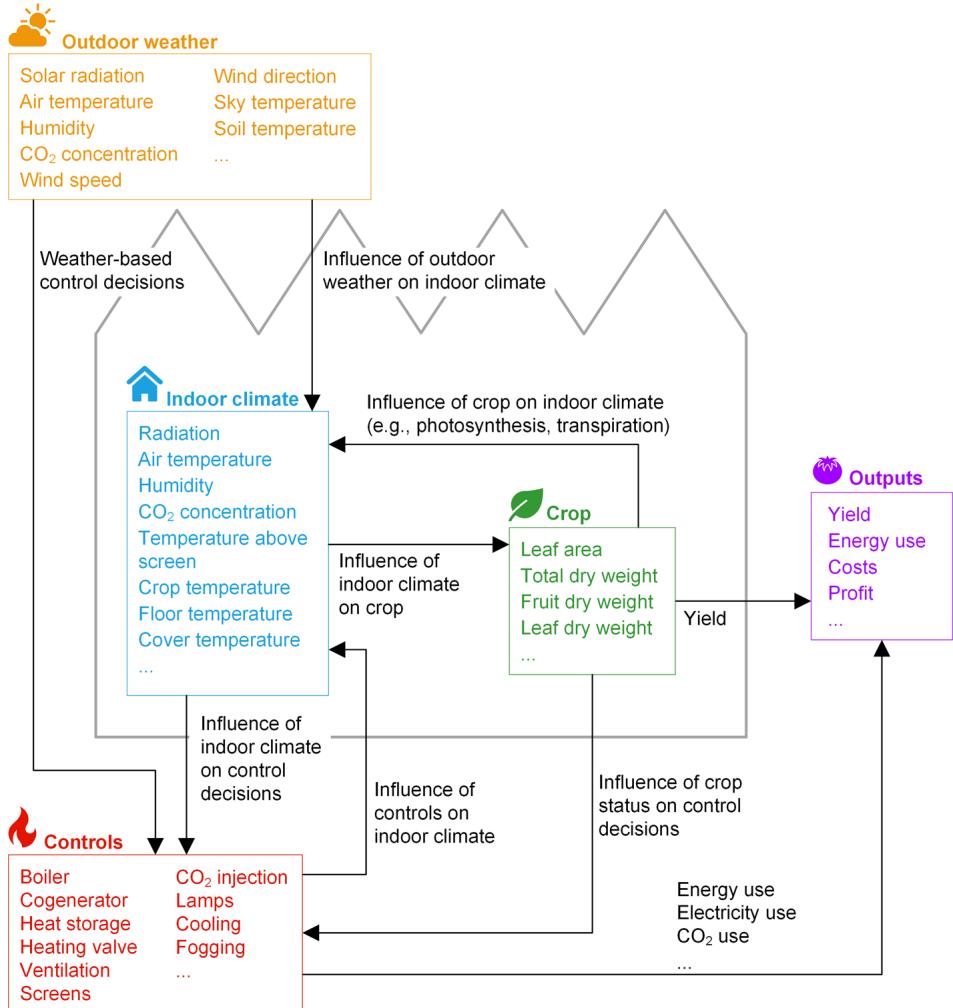 Outdoor weather
Solar radiation
Air temperature
Humidity
CO₂ concentration
Wind speed
Wind direction
Sky temperature
Soil temperature
...
Weather-based
control decisions
Influence of outdoor
weather on indoor climate
Indoor climate
Radiation
Air temperature
Humidity
CO₂ concentration
Temperature above
screen
Crop temperature
Floor temperature
Cover temperature
...
Influence of crop on indoor climate
(e.g., photosynthesis, transpiration)
Influence of
indoor climate
on crop
Crop
Leaf area
Total dry weight
Fruit dry weight
Leaf dry weight
...
Yield
Outputs
Yield
Energy use
Costs
Profit
...
Influence of
indoor climate
on control
decisions
Influence of
controls on
indoor climate
Influence of crop
status on control
decisions
Controls
Boiler
Cogenerator
Heat storage
Heating valve
Ventilation
Screens
CO₂ injection
Lamps
Cooling
Fogging
...
Energy use
Electricity use
CO₂ use
...